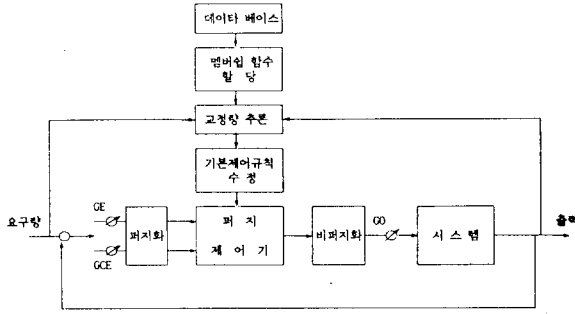 데이타 베이스
멤버쉽 함수
할 당
교정량 추론
기본제어규칙
수 정
요구량
GE
GCE
퍼지화
퍼 지
제 어 기
비퍼지화
GO
시 스 템
출력